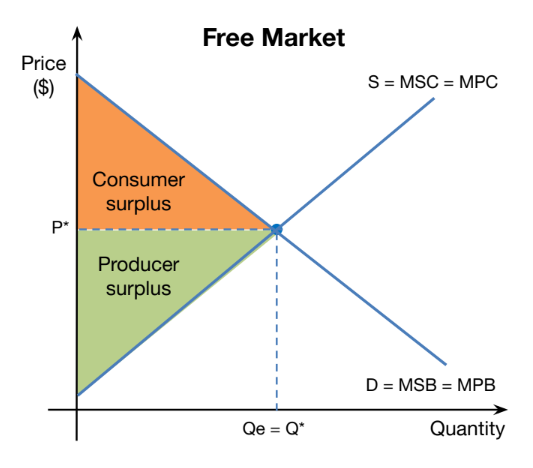 Free Market
Price
($)
S = MSC = MPC
Consumer
surplus
P*
Producer
surplus
D = MSB = MPB
Qe = Q*
Quantity